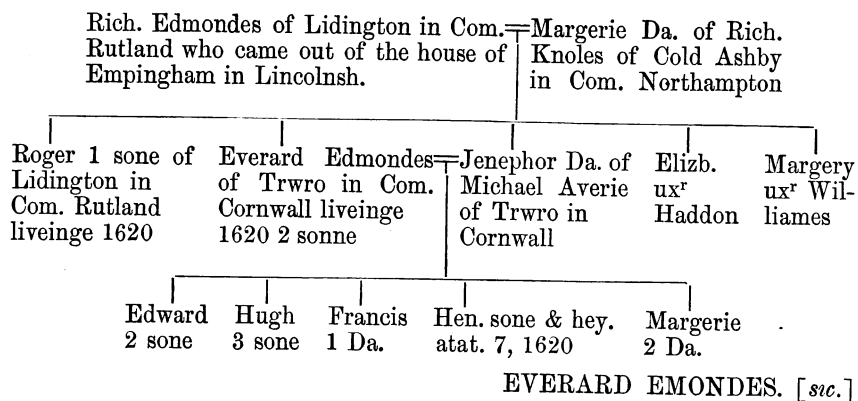 Rich. Edmondes of Lidington in Com.
Rutland who came out of the house of
Empingham in Lincolnsh.
Margerie Da. of Rich.
Knoles of Cold Ashby
in Com. Northampton
Roger 1 sone of
Lidington in
Com. Rutland
liveinge 1620
Everard Edmondes
of Trwro in Com.
Cornwall liveinge
1620 2 sonne
Jenephor Da. of
Michael Averie
of Trwro in
Cornwall
Elizb.
uxr
Haddon
Margery
uxr Wil-
liames
Edward
2 sone
Hugh
3 sone
Francis
1 Da.
Hen. sone & hey.
atat. 7, 1620
Margerie
2 Da.
EVERARD EMONDES. [sic.]